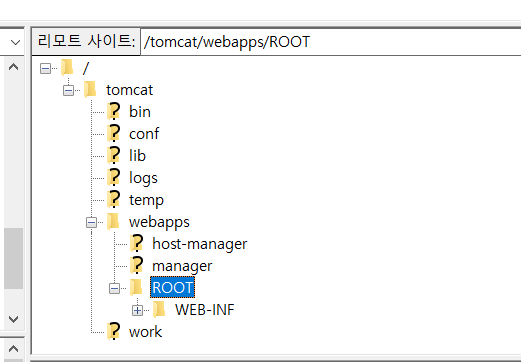 리모트 사이트: /tomcat/webapps/ROOT
/
tomcat
bin
conf
lib
logs
temp
webapps
host-manager
manager
ROOT
WEB-INF
work